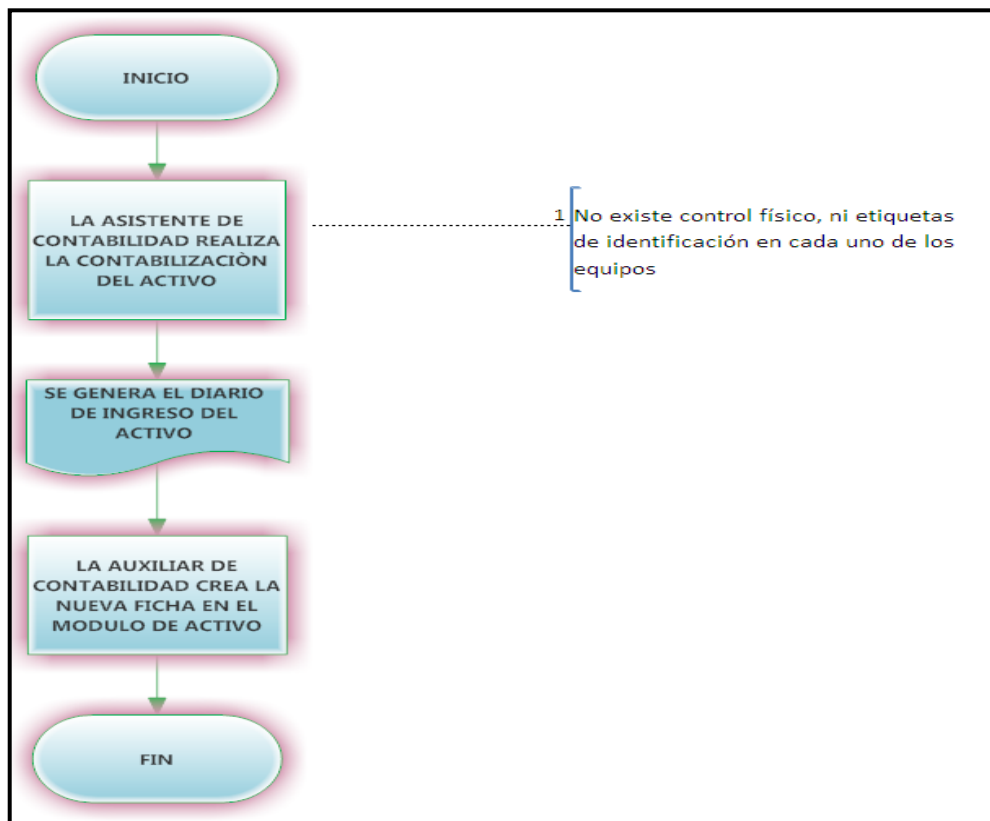 INICIO
LA ASISTENTE DE
CONTABILIDAD REALIZA
LA CONTABILIZACIÒN
DEL ACTIVO
1 No existe control físico, ni etiquetas
de identificación en cada uno de los
equipos
SE GENERA EL DIARIO
DE INGRESO DEL
ACTIVO
LA AUXILIAR DE
CONTABILIDAD CREA LA
NUEVA FICHA EN EL
MODULO DE ACTIVO
FIN